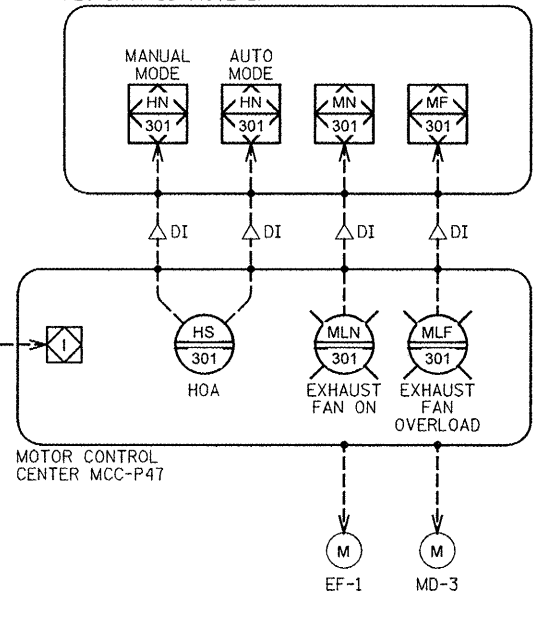 MANUAL
MODE
AUTO
MODE
HN
301
HN
301
MN
301
MF
301
DI
DI
DI
DI
I
HS
301
HOA
MLN
301
EXHAUST
FAN ON
MLF
301
EXHAUST
FAN
OVERLOAD
MOTOR CONTROL
CENTER MCC-P47
M
EF-1
M
MD-3